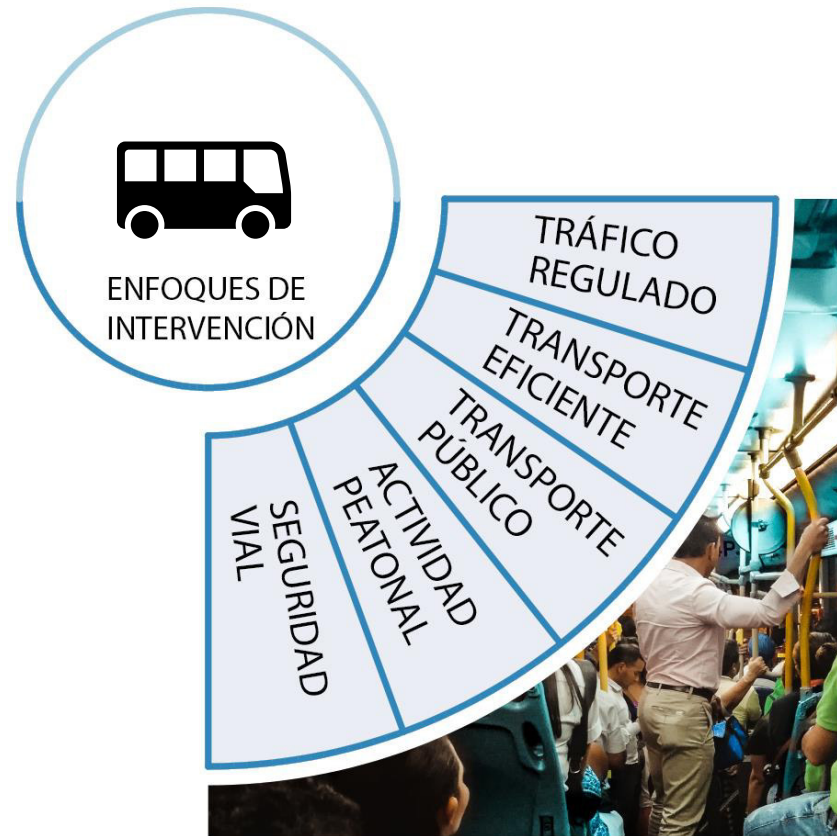 ENFOQUES DE
INTERVENCIÓN
TRÁFICO
REGULADO
TRANSPORTE
EFICIENTE
TRANSPORTE
PÚBLICO
ACTIVIDAD
PEATONAL
SEGURIDAD
VIAL